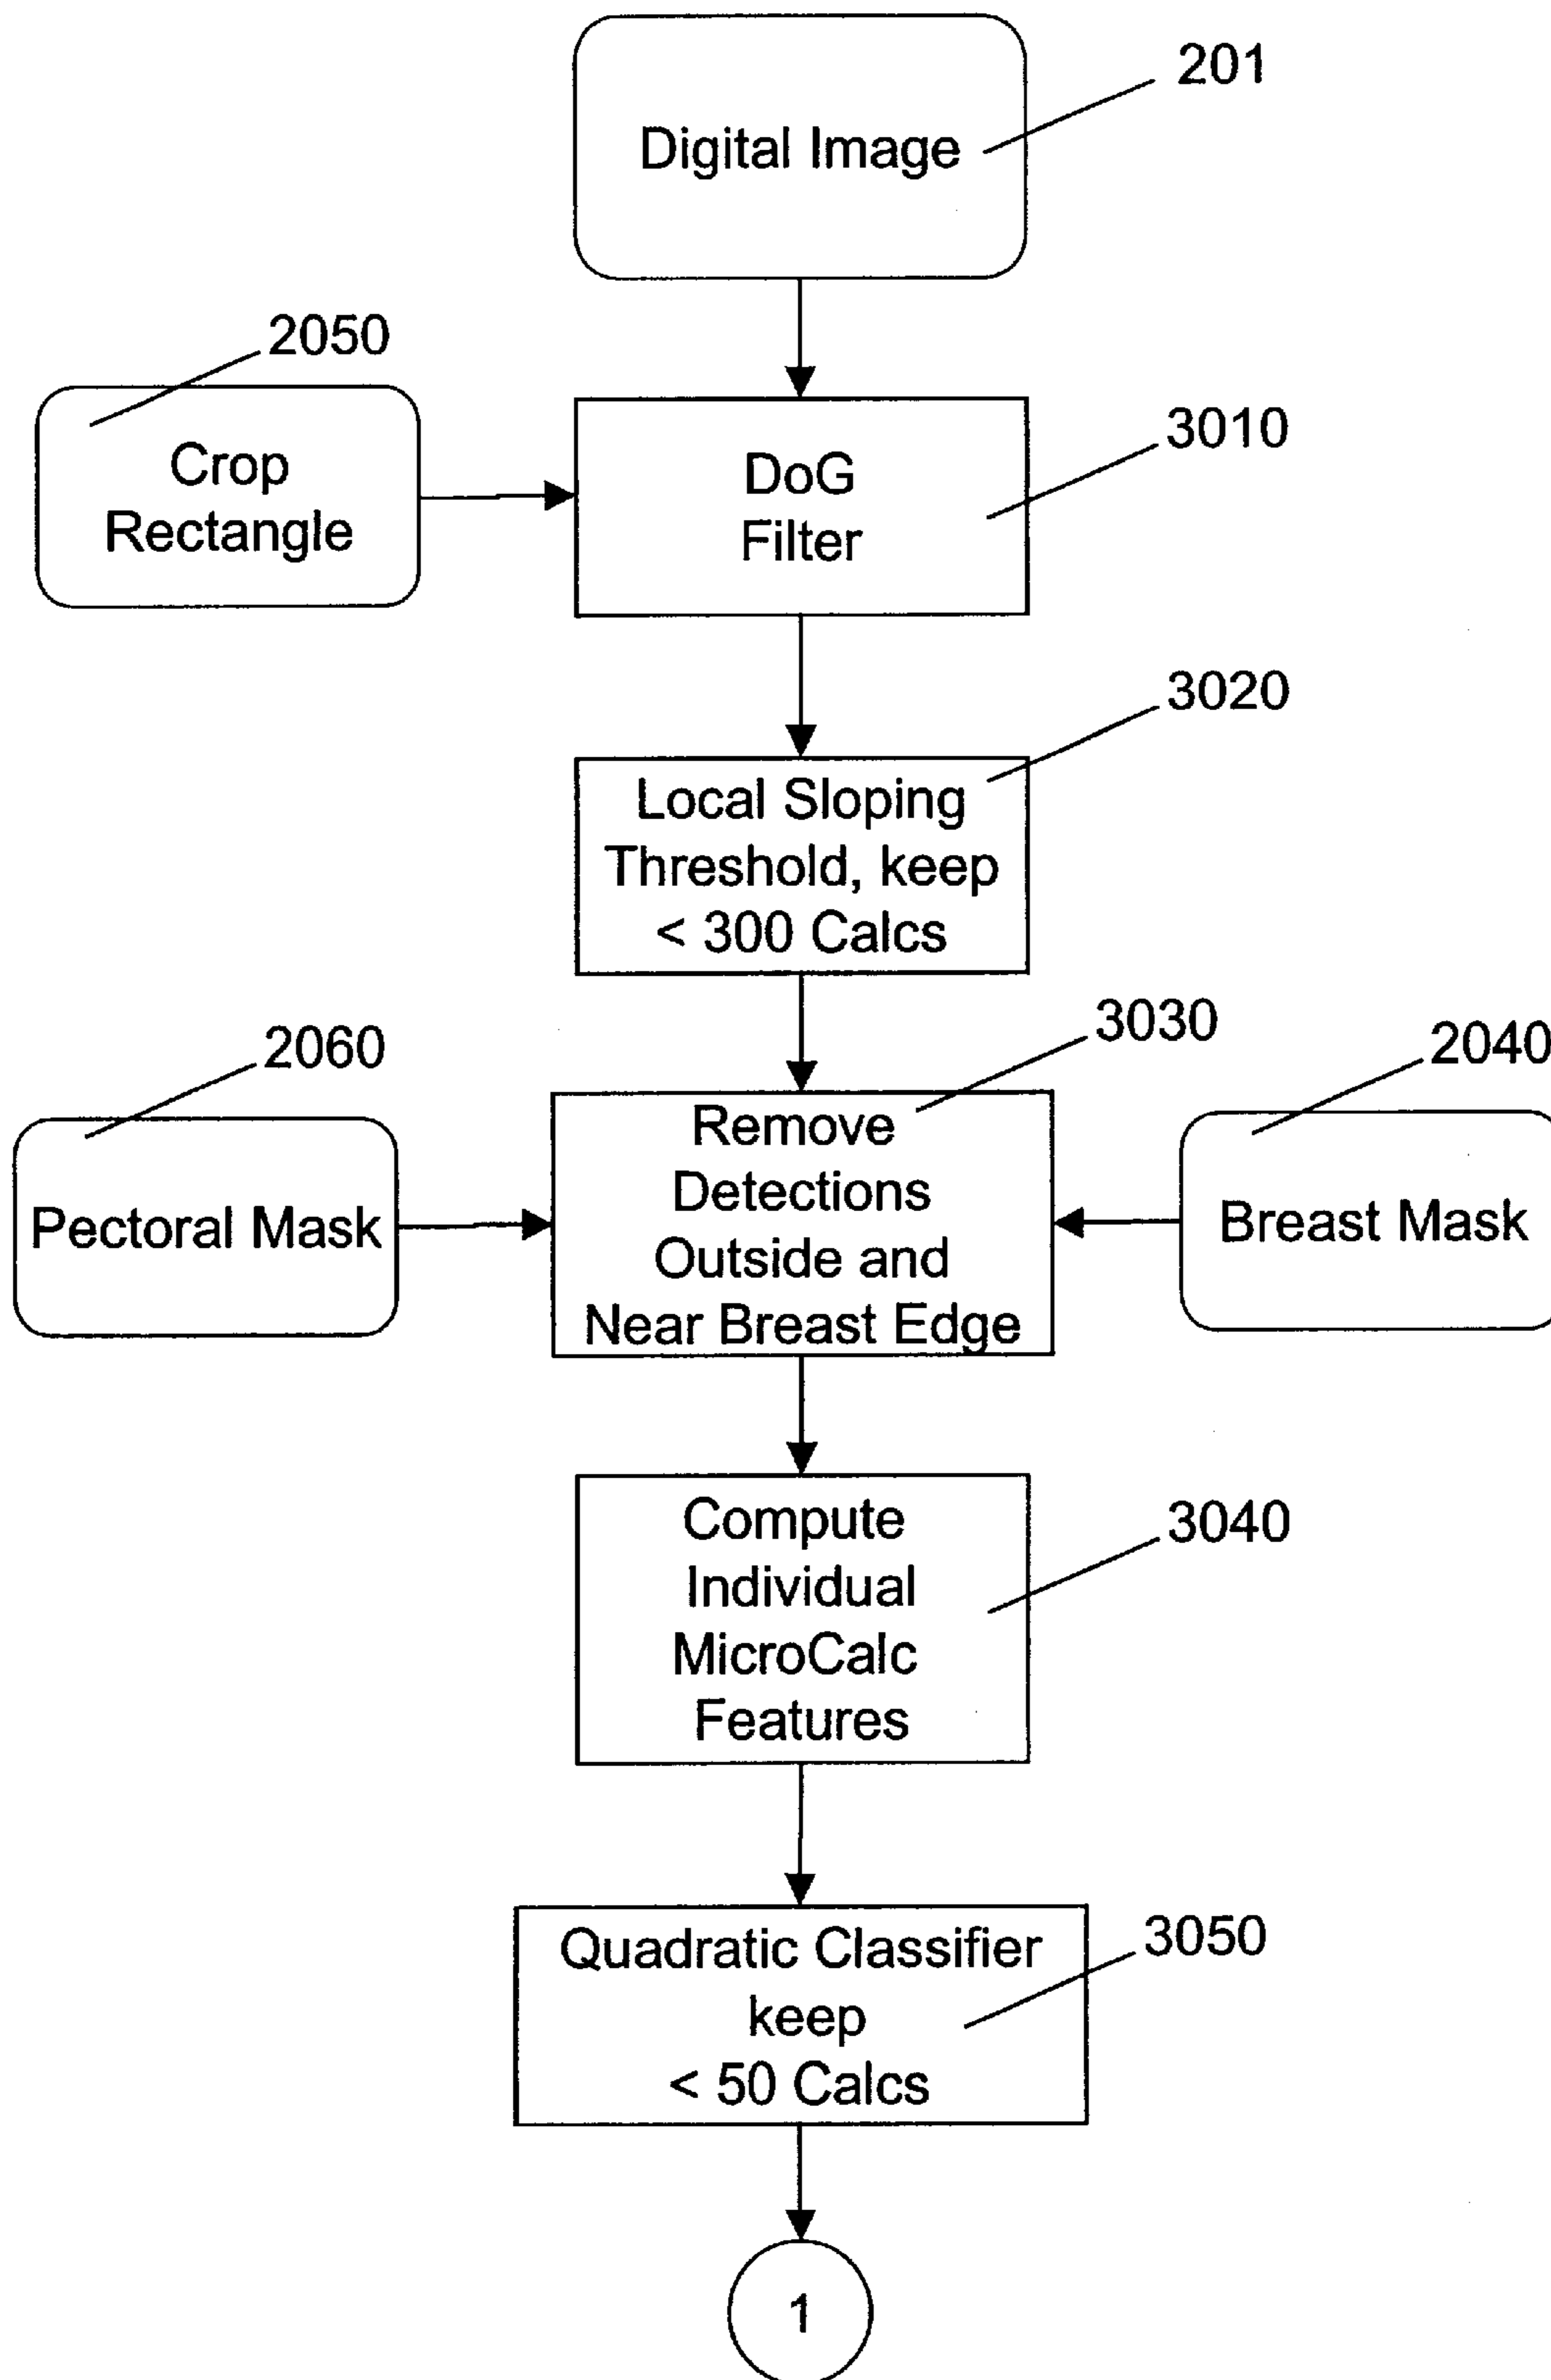 201
Digital Image
2050
Crop
Rectangle
3010
DoG
Filter
3020
Local Sloping
Threshold, keep
< 300 Calcs
2060
Pectoral Mask
3030
Remove
Detections
Outside and
Near Breast Edge
2040
Breast Mask
3040
Compute
Individual
MicroCalc
Features
3050
Quadratic Classifier
keep
< 50 Calcs
1